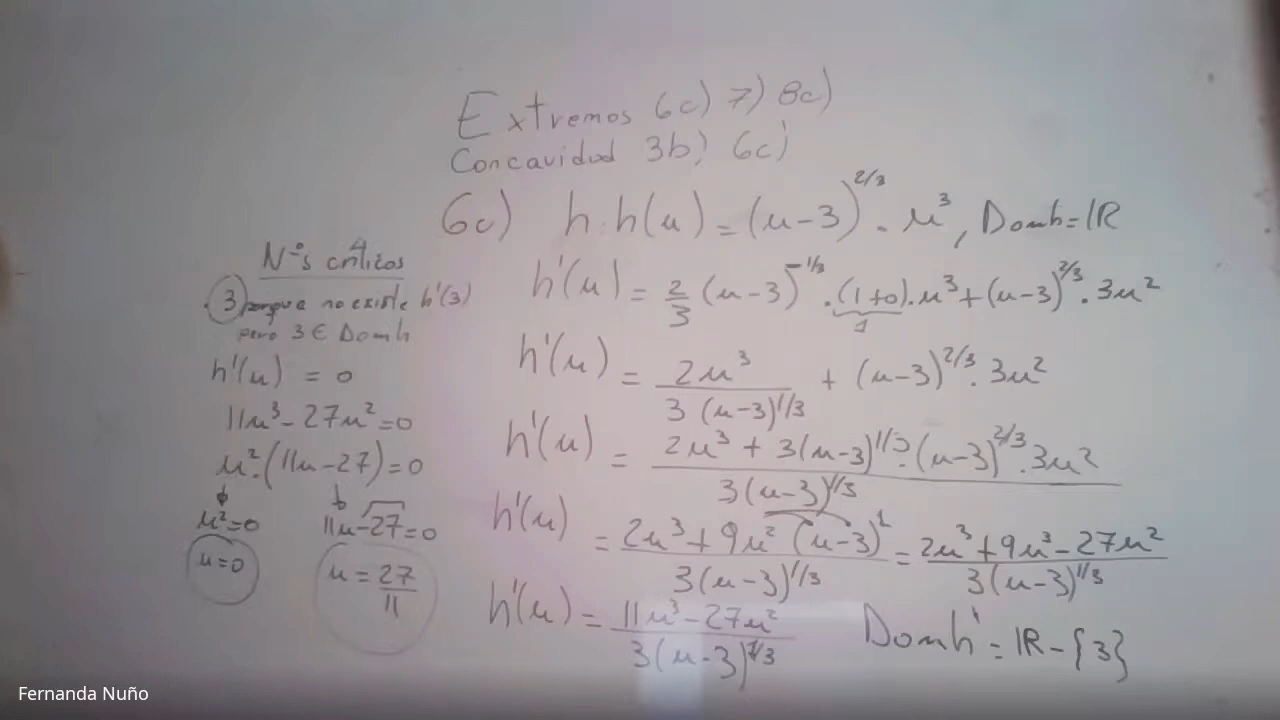 Extremos 6c) 7) 8c)
Concavidad 3b) 6c)
6c) h: h(u) = (u-3)^{2/3} . u^3, Domh = IR
h'(u) = 2/3 (u-3)^{-1/3} . (1+0) . u^3 + (u-3)^{2/3} . 3u^2
1
h'(u) = 2u^3 / 3(u-3)^{1/3} + (u-3)^{2/3} . 3u^2
h'(u) = 2u^3 + 3(u-3)^{1/3} . (u-3)^{2/3} . 3u^2 / 3(u-3)^{1/3}
h'(u) = 2u^3 + 9u^2 (u-3)^1 / 3(u-3)^{1/3} = 2u^3 + 9u^3 - 27u^2 / 3(u-3)^{1/3}
h'(u) = 11u^3 - 27u^2 / 3(u-3)^{1/3} Domh' = IR - {3}
Nºs críticos
. 3 porque no existe h'(3)
pero 3 ∈ Domh
h'(u) = 0
11u^3 - 27u^2 = 0
u^2 . (11u - 27) = 0
u^2 = 0 11u - 27 = 0
u = 0 u = 27/11
Fernanda Nuño